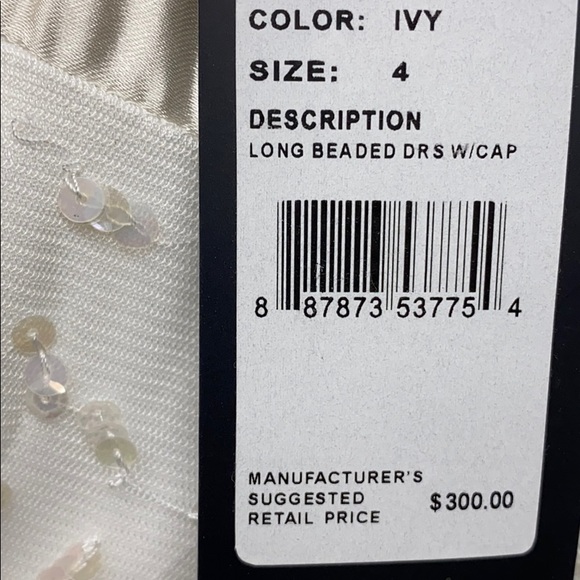 COLOR: IVY
SIZE: 4
DESCRIPTION
LONG BEADED DRS W/CAP
8 87873 53775 4
MANUFACTURER'S
SUGGESTED
RETAIL PRICE $300.00